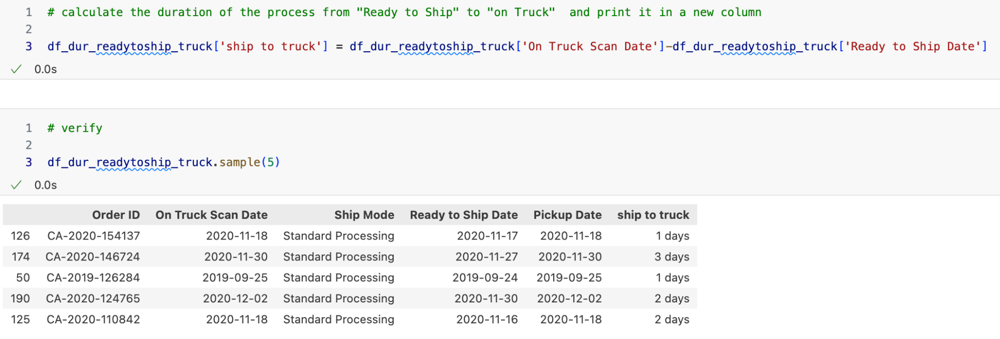 1 # calculate the duration of the process from "Ready to Ship" to "on Truck"  and print it in a new column
2
3 df_dur_readytoship_truck['ship to truck'] = df_dur_readytoship_truck['On Truck Scan Date']-df_dur_readytoship_truck['Ready to Ship Date']
✓ 0.0s
1 # verify
2
3 df_dur_readytoship_truck.sample(5)
✓ 0.0s
Order ID On Truck Scan Date Ship Mode Ready to Ship Date Pickup Date ship to truck
126 CA-2020-154137 2020-11-18 Standard Processing 2020-11-17 2020-11-18 1 days
174 CA-2020-146724 2020-11-30 Standard Processing 2020-11-27 2020-11-30 3 days
50 CA-2019-126284 2019-09-25 Standard Processing 2019-09-24 2019-09-25 1 days
190 CA-2020-124765 2020-12-02 Standard Processing 2020-11-30 2020-12-02 2 days
125 CA-2020-110842 2020-11-18 Standard Processing 2020-11-16 2020-11-18 2 days